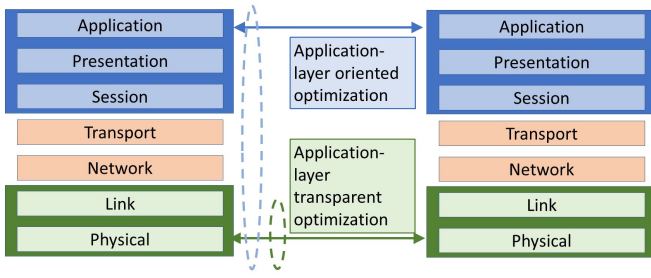 Application
Presentation
Session
Transport
Network
Link
Physical
Application-
layer oriented
optimization
Application-
layer
transparent
optimization
Application
Presentation
Session
Transport
Network
Link
Physical